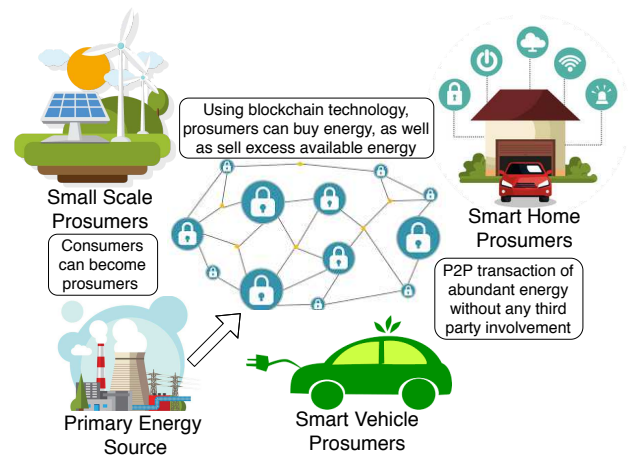 Using blockchain technology,
prosumers can buy energy, as well
as sell excess available energy
Small Scale
Prosumers
Smart Home
Prosumers
Consumers
can become
prosumers
P2P transaction of
abundant energy
without any third
party involvement
Primary Energy
Source
Smart Vehicle
Prosumers